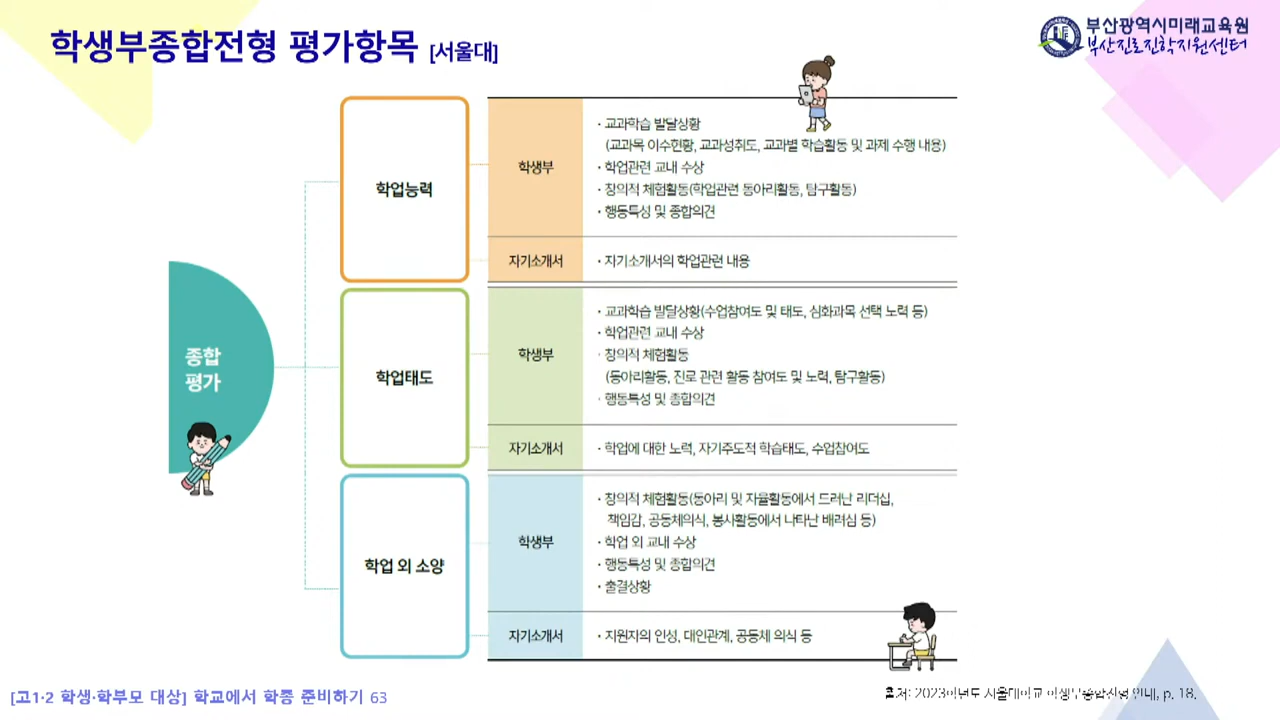 학생부종합전형 평가항목 [서울대]
부산광역시미래교육원
부산진로진학지원센터
종합
평가
학업능력
학생부
· 교과학습 발달상황
(교과목 이수현황, 교과성취도, 교과별 학습활동 및 과제 수행 내용)
· 학업관련 교내 수상
· 창의적 체험활동(학업관련 동아리활동, 탐구활동)
· 행동특성 및 종합의견
자기소개서
· 자기소개서의 학업관련 내용
학업태도
학생부
· 교과학습 발달상황(수업참여도 및 태도, 심화과목 선택 노력 등)
· 학업관련 교내 수상
· 창의적 체험활동
(동아리활동, 진로 관련 활동 참여도 및 노력, 탐구활동)
· 행동특성 및 종합의견
자기소개서
· 학업에 대한 노력, 자기주도적 학습태도, 수업참여도
학업 외 소양
학생부
· 창의적 체험활동(동아리 및 자율활동에서 드러난 리더십,
책임감, 공동체의식, 봉사활동에서 나타난 배려심 등)
· 학업 외 교내 수상
· 행동특성 및 종합의견
· 출결상황
자기소개서
· 지원자의 인성, 대인관계, 공동체 의식 등
[고1·2 학생·학부모 대상] 학교에서 학종 준비하기 63
출처: 2023학년도 서울대학교 학생부종합전형 안내, p. 18.